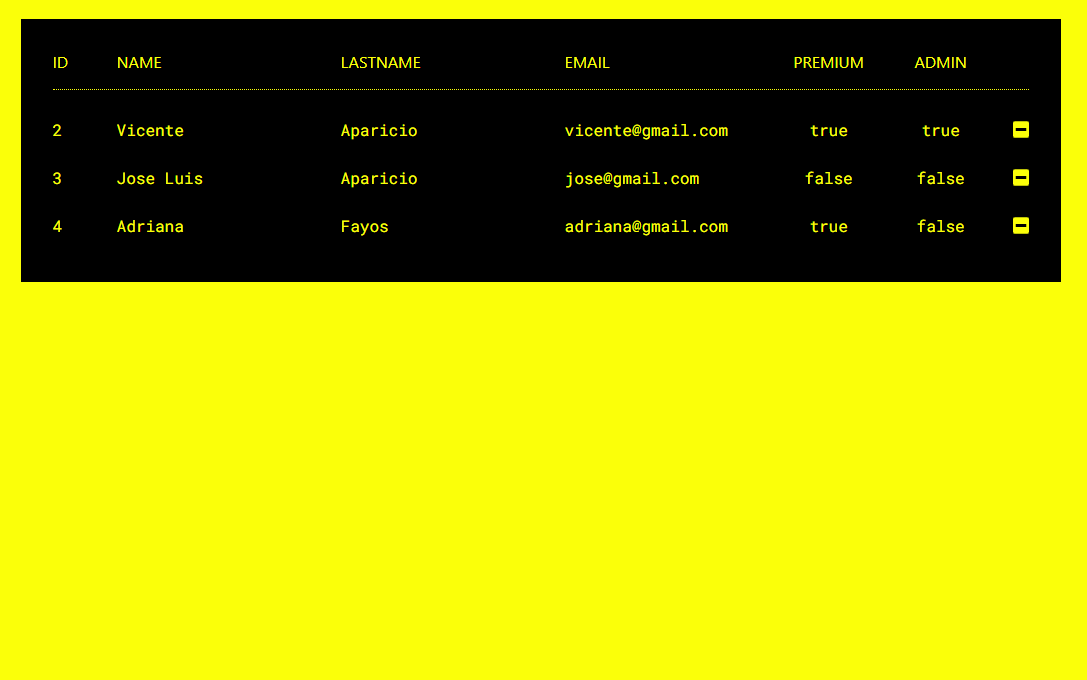 ID NAME LASTNAME EMAIL PREMIUM ADMIN
2 Vicente Aparicio vicente@gmail.com true true
3 Jose Luis Aparicio jose@gmail.com false false
4 Adriana Fayos adriana@gmail.com true false